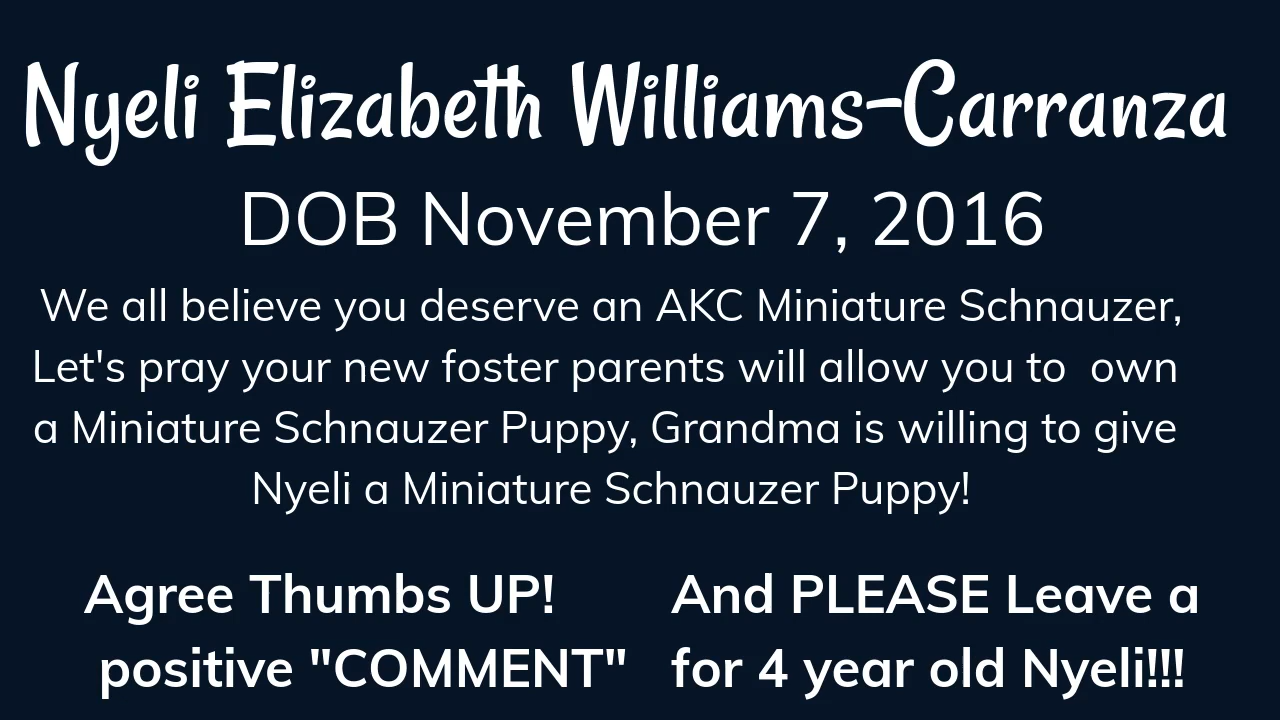 Nyeli Elizabeth Williams-Carranza
DOB November 7, 2016
We all believe you deserve an AKC Miniature Schnauzer,
Let's pray your new foster parents will allow you to  own
a Miniature Schnauzer Puppy, Grandma is willing to give
Nyeli a Miniature Schnauzer Puppy!
Agree Thumbs UP! And PLEASE Leave a
positive "COMMENT" for 4 year old Nyeli!!!